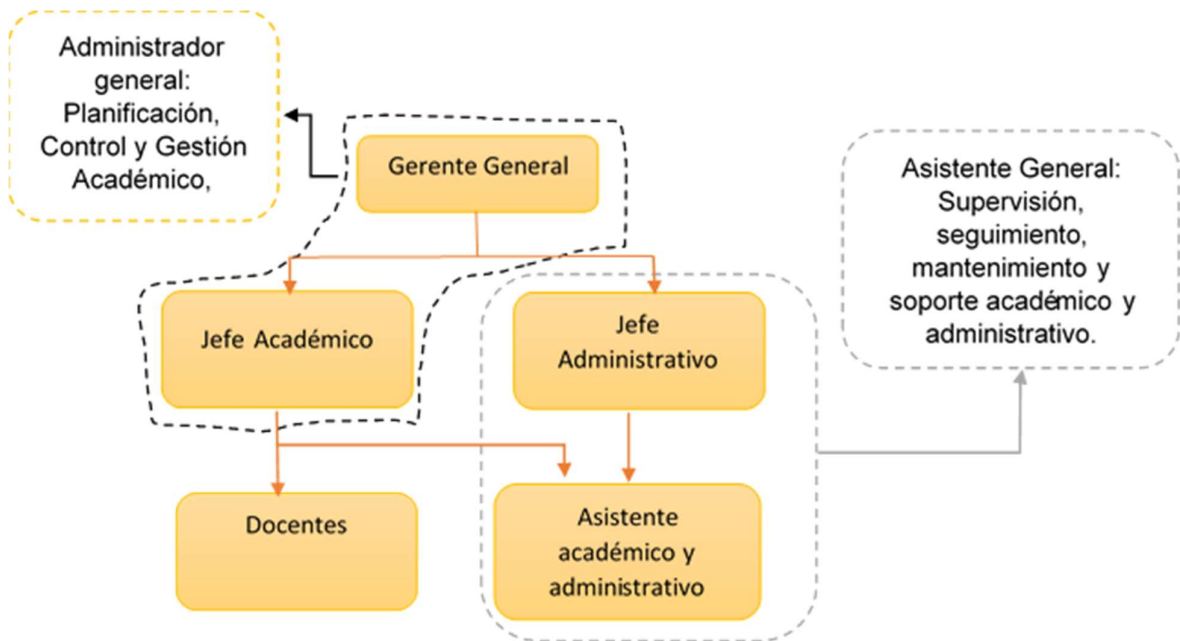 Administrador
general:
Planificación,
Control y Gestión
Académico,
Gerente General
Asistente General:
Supervisión,
seguimiento,
mantenimiento y
soporte académico y
administrativo.
Jefe Académico
Jefe
Administrativo
Docentes
Asistente
académico y
administrativo